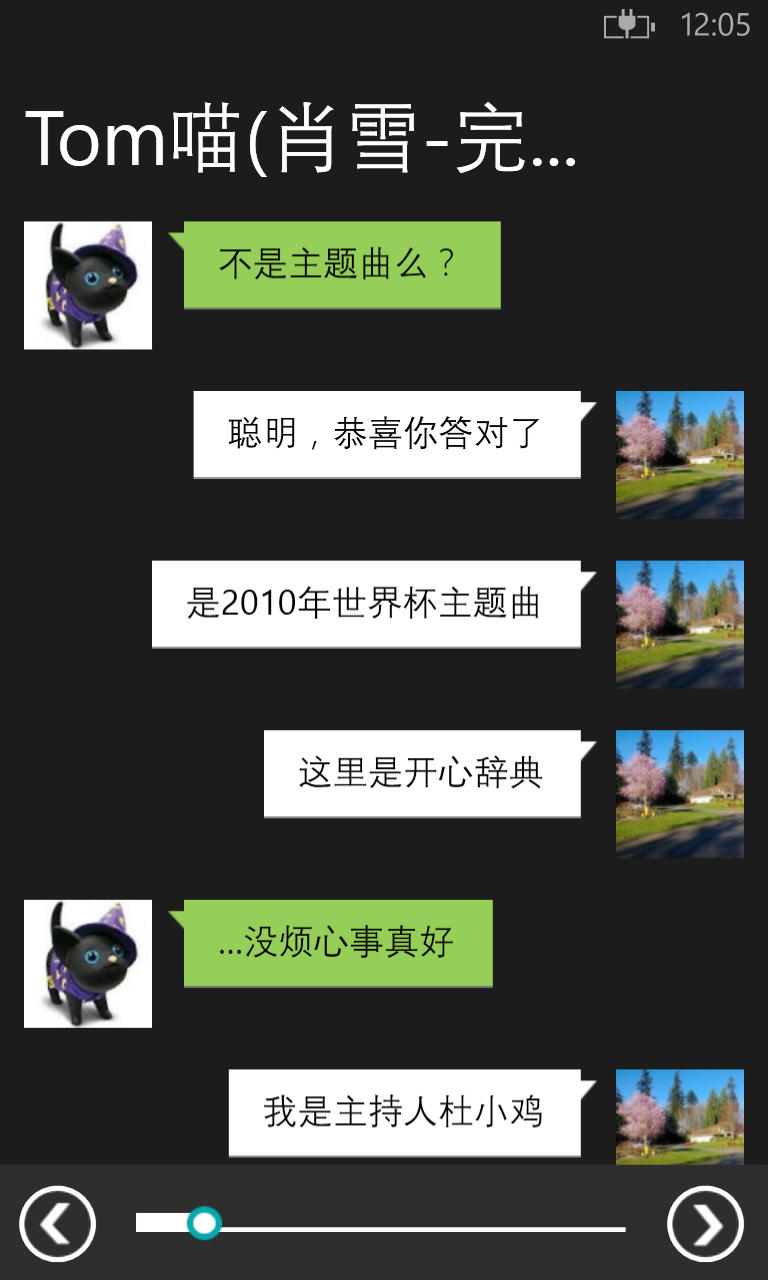 12:05
Tom喵(肖雪-完...
不是主题曲么？
聪明，恭喜你答对了
是2010年世界杯主题曲
这里是开心辞典
...没烦心事真好
我是主持人杜小鸡